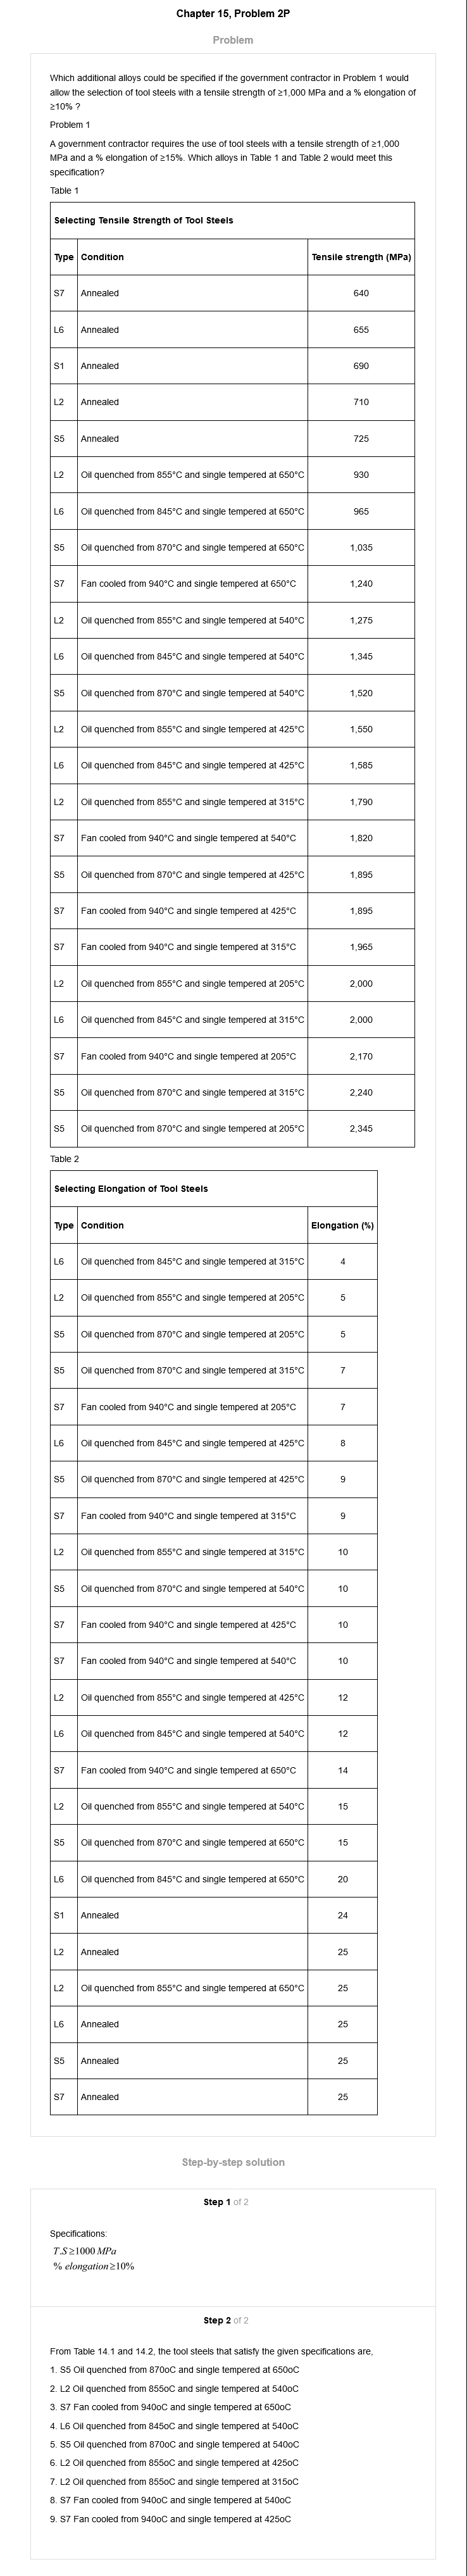 Chapter 15, Problem 2P
Problem
Which additional alloys could be specified if the government contractor in Problem 1 would
allow the selection of tool steels with a tensile strength of ≥1,000 MPa and a % elongation of
≥10% ?
Problem 1
A government contractor requires the use of tool steels with a tensile strength of ≥1,000
MPa and a % elongation of ≥15%. Which alloys in Table 1 and Table 2 would meet this
specification?
Table 1
Selecting Tensile Strength of Tool Steels
Type Condition Tensile strength (MPa)
S7 Annealed 640
L6 Annealed 655
S1 Annealed 690
L2 Annealed 710
S5 Annealed 725
L2 Oil quenched from 855°C and single tempered at 650°C 930
L6 Oil quenched from 845°C and single tempered at 650°C 965
S5 Oil quenched from 870°C and single tempered at 650°C 1,035
S7 Fan cooled from 940°C and single tempered at 650°C 1,240
L2 Oil quenched from 855°C and single tempered at 540°C 1,275
L6 Oil quenched from 845°C and single tempered at 540°C 1,345
S5 Oil quenched from 870°C and single tempered at 540°C 1,520
L2 Oil quenched from 855°C and single tempered at 425°C 1,550
L6 Oil quenched from 845°C and single tempered at 425°C 1,585
L2 Oil quenched from 855°C and single tempered at 315°C 1,790
S7 Fan cooled from 940°C and single tempered at 540°C 1,820
S5 Oil quenched from 870°C and single tempered at 425°C 1,895
S7 Fan cooled from 940°C and single tempered at 425°C 1,895
S7 Fan cooled from 940°C and single tempered at 315°C 1,965
L2 Oil quenched from 855°C and single tempered at 205°C 2,000
L6 Oil quenched from 845°C and single tempered at 315°C 2,000
S7 Fan cooled from 940°C and single tempered at 205°C 2,170
S5 Oil quenched from 870°C and single tempered at 315°C 2,240
S5 Oil quenched from 870°C and single tempered at 205°C 2,345
Table 2
Selecting Elongation of Tool Steels
Type Condition Elongation (%)
L6 Oil quenched from 845°C and single tempered at 315°C 4
L2 Oil quenched from 855°C and single tempered at 205°C 5
S5 Oil quenched from 870°C and single tempered at 205°C 5
S5 Oil quenched from 870°C and single tempered at 315°C 7
S7 Fan cooled from 940°C and single tempered at 205°C 7
L6 Oil quenched from 845°C and single tempered at 425°C 8
S5 Oil quenched from 870°C and single tempered at 425°C 9
S7 Fan cooled from 940°C and single tempered at 315°C 9
L2 Oil quenched from 855°C and single tempered at 315°C 10
S5 Oil quenched from 870°C and single tempered at 540°C 10
S7 Fan cooled from 940°C and single tempered at 425°C 10
S7 Fan cooled from 940°C and single tempered at 540°C 10
L2 Oil quenched from 855°C and single tempered at 425°C 12
L6 Oil quenched from 845°C and single tempered at 540°C 12
S7 Fan cooled from 940°C and single tempered at 650°C 14
L2 Oil quenched from 855°C and single tempered at 540°C 15
S5 Oil quenched from 870°C and single tempered at 650°C 15
L6 Oil quenched from 845°C and single tempered at 650°C 20
S1 Annealed 24
L2 Annealed 25
L2 Oil quenched from 855°C and single tempered at 650°C 25
L6 Annealed 25
S5 Annealed 25
S7 Annealed 25
Step-by-step solution
Step 1 of 2
Specifications:
T.S≥1000 MPa
% elongation≥10%
Step 2 of 2
From Table 14.1 and 14.2, the tool steels that satisfy the given specifications are,
1. S5 Oil quenched from 870oC and single tempered at 650oC
2. L2 Oil quenched from 855oC and single tempered at 540oC
3. S7 Fan cooled from 940oC and single tempered at 650oC
4. L6 Oil quenched from 845oC and single tempered at 540oC
5. S5 Oil quenched from 870oC and single tempered at 540oC
6. L2 Oil quenched from 855oC and single tempered at 425oC
7. L2 Oil quenched from 855oC and single tempered at 315oC
8. S7 Fan cooled from 940oC and single tempered at 540oC
9. S7 Fan cooled from 940oC and single tempered at 425oC